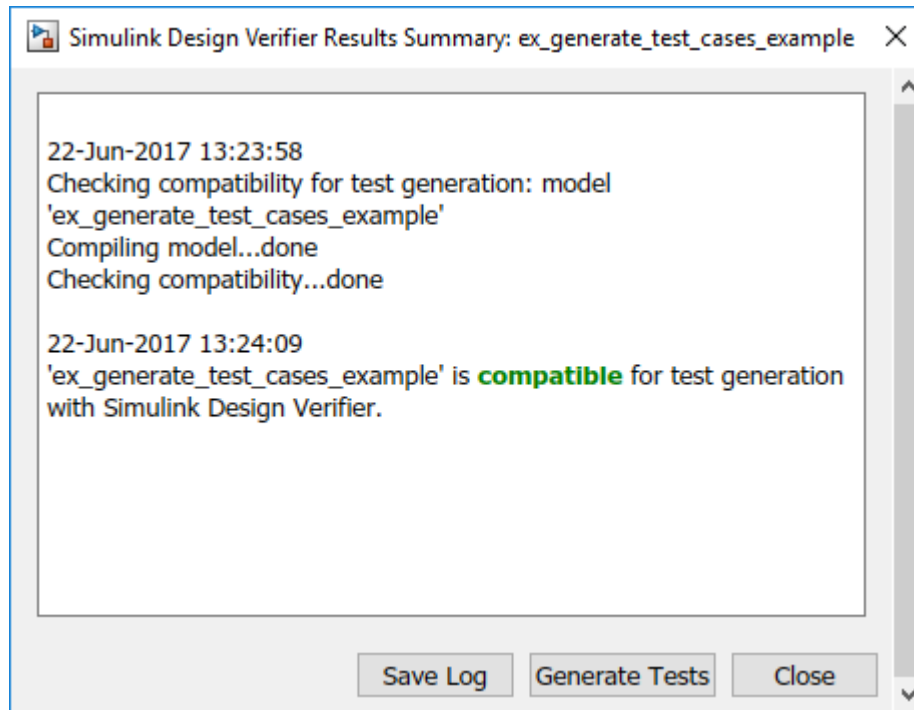 Simulink Design Verifier Results Summary: ex_generate_test_cases_example
22-Jun-2017 13:23:58
Checking compatibility for test generation: model
'ex_generate_test_cases_example'
Compiling model...done
Checking compatibility...done
22-Jun-2017 13:24:09
'ex_generate_test_cases_example' is compatible for test generation
with Simulink Design Verifier.
Save Log
Generate Tests
Close